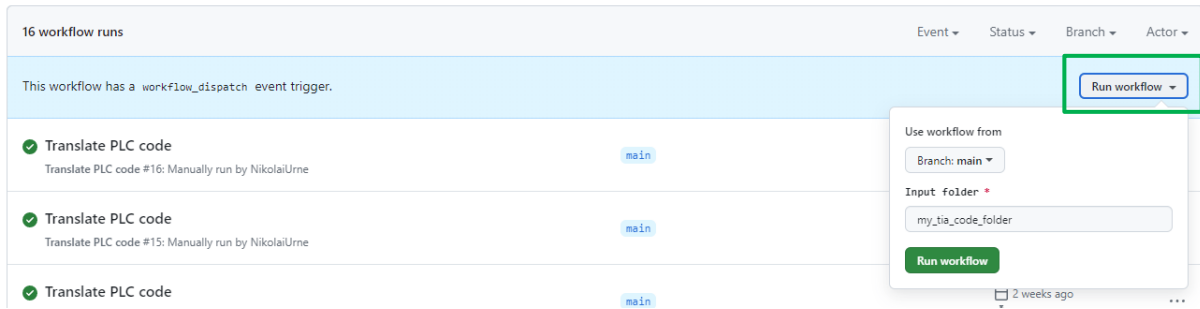 16 workflow runs
Event Status Branch Actor
This workflow has a workflow_dispatch event trigger.
Run workflow
Use workflow from
Branch: main
Input folder *
my_tia_code_folder
Run workflow
Translate PLC code
main
Translate PLC code #16: Manually run by NikolaiUrne
Translate PLC code
main
Translate PLC code #15: Manually run by NikolaiUrne
Translate PLC code
main
2 weeks ago
...